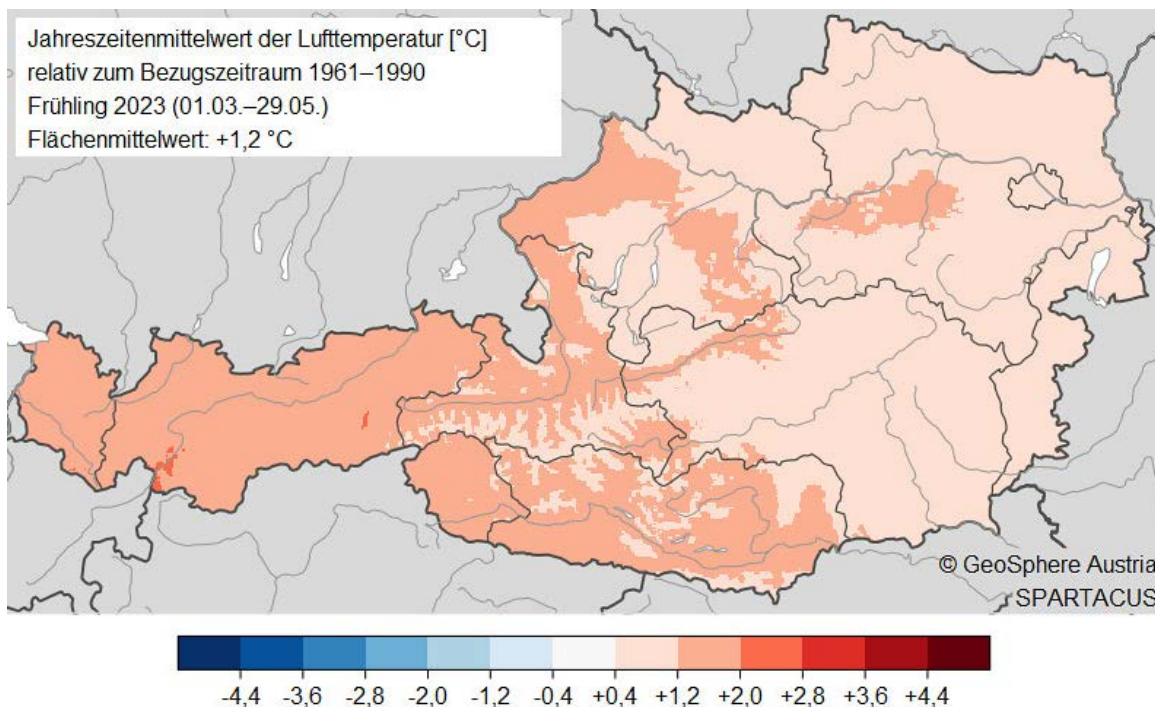 Jahreszeitenmittelwert der Lufttemperatur [°C]
relativ zum Bezugszeitraum 1961–1990
Frühling 2023 (01.03.–29.05.)
Flächenmittelwert: +1,2 °C
© GeoSphere Austria
SPARTACUS
-4,4 -3,6 -2,8 -2,0 -1,2 -0,4 +0,4 +1,2 +2,0 +2,8 +3,6 +4,4